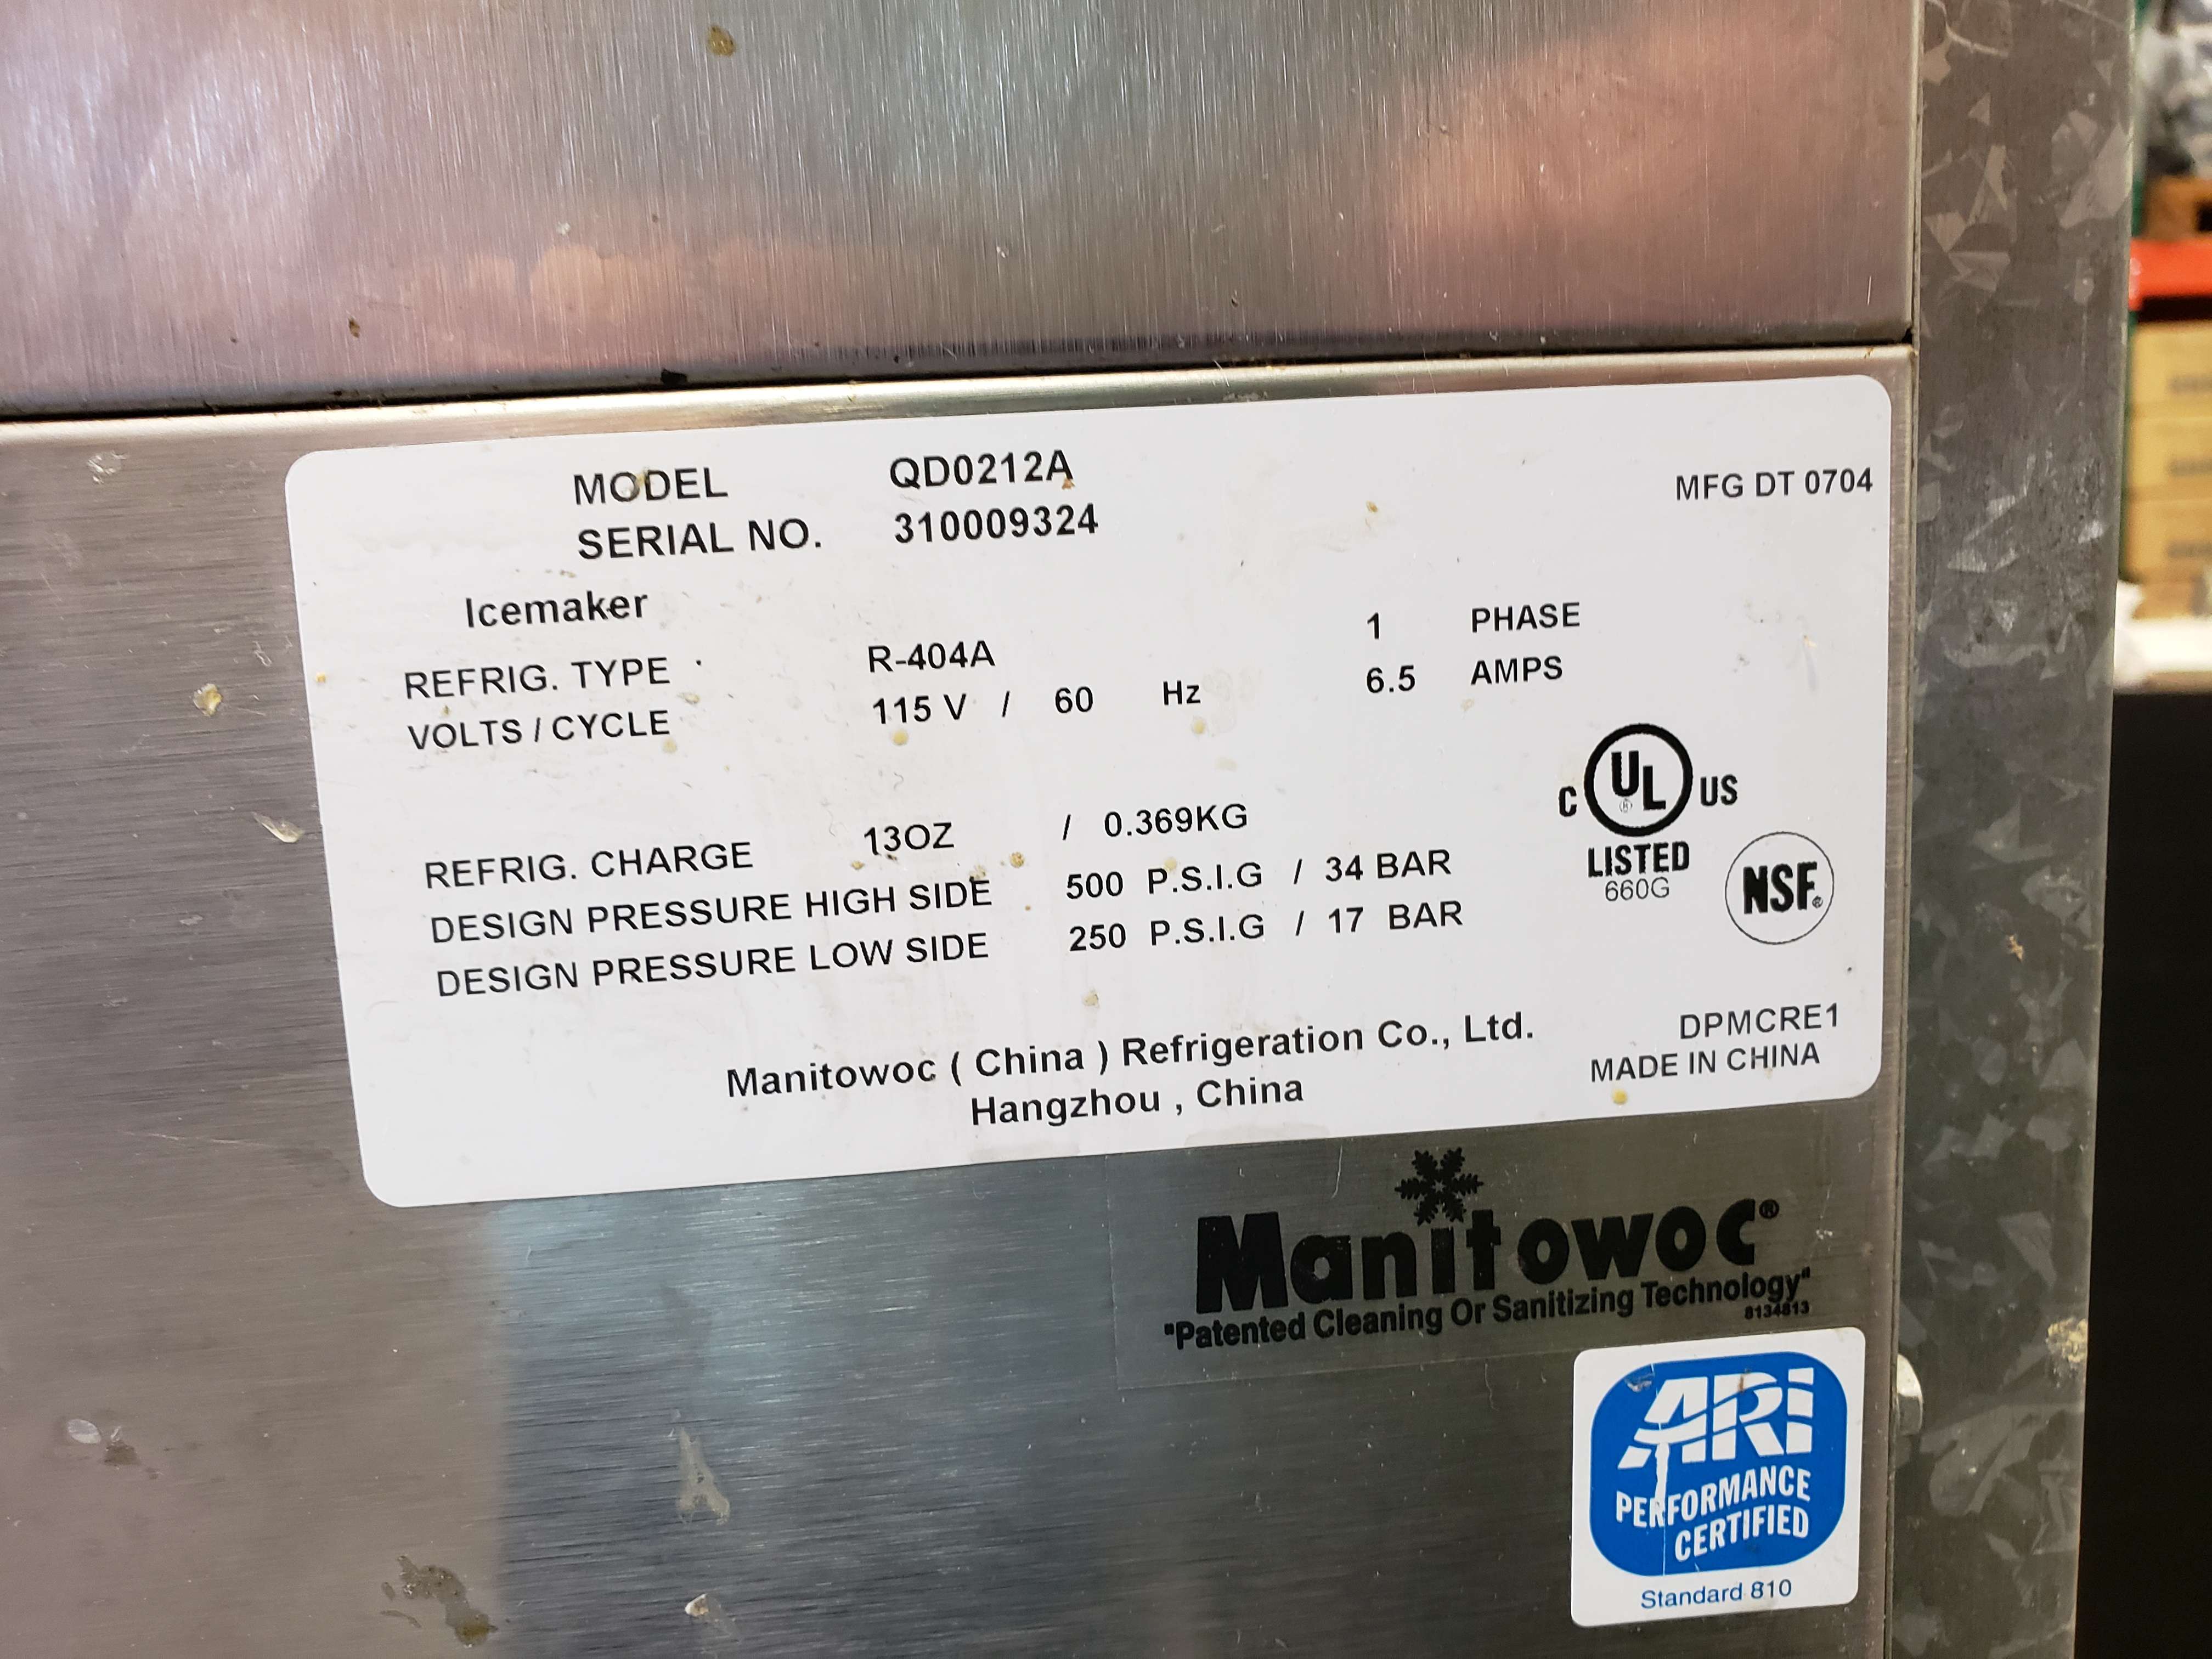 MODEL QD0212A MFG DT 0704
SERIAL NO. 310009324
Icemaker 1 PHASE
REFRIG. TYPE R-404A 6.5 AMPS
VOLTS / CYCLE 115 V / 60 Hz
C UL ® US
LISTED
660G
NSF®
REFRIG. CHARGE 13OZ / 0.369KG
DESIGN PRESSURE HIGH SIDE 500 P.S.I.G / 34 BAR
DESIGN PRESSURE LOW SIDE 250 P.S.I.G / 17 BAR
Manitowoc ( China ) Refrigeration Co., Ltd.
Hangzhou , China
DPMCRE1
MADE IN CHINA
Manitowoc®
"Patented Cleaning Or Sanitizing Technology"
8134813
ARI
PERFORMANCE
CERTIFIED
Standard 810